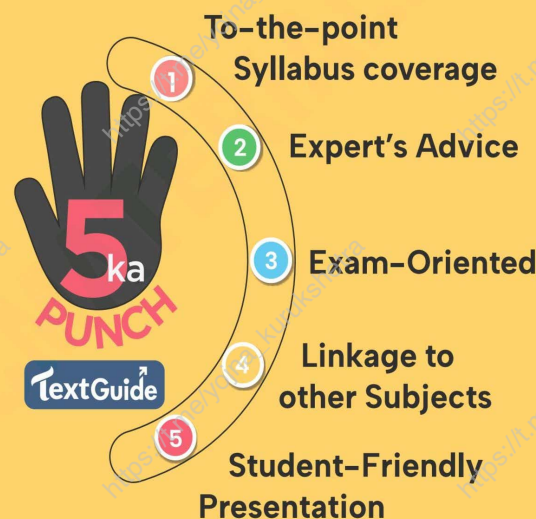 To-the-point
Syllabus coverage
1
2
Expert's Advice
3
Exam-Oriented
5
ka
PUNCH
TextGuide
4
Linkage to
other Subjects
5
Student-Friendly
Presentation